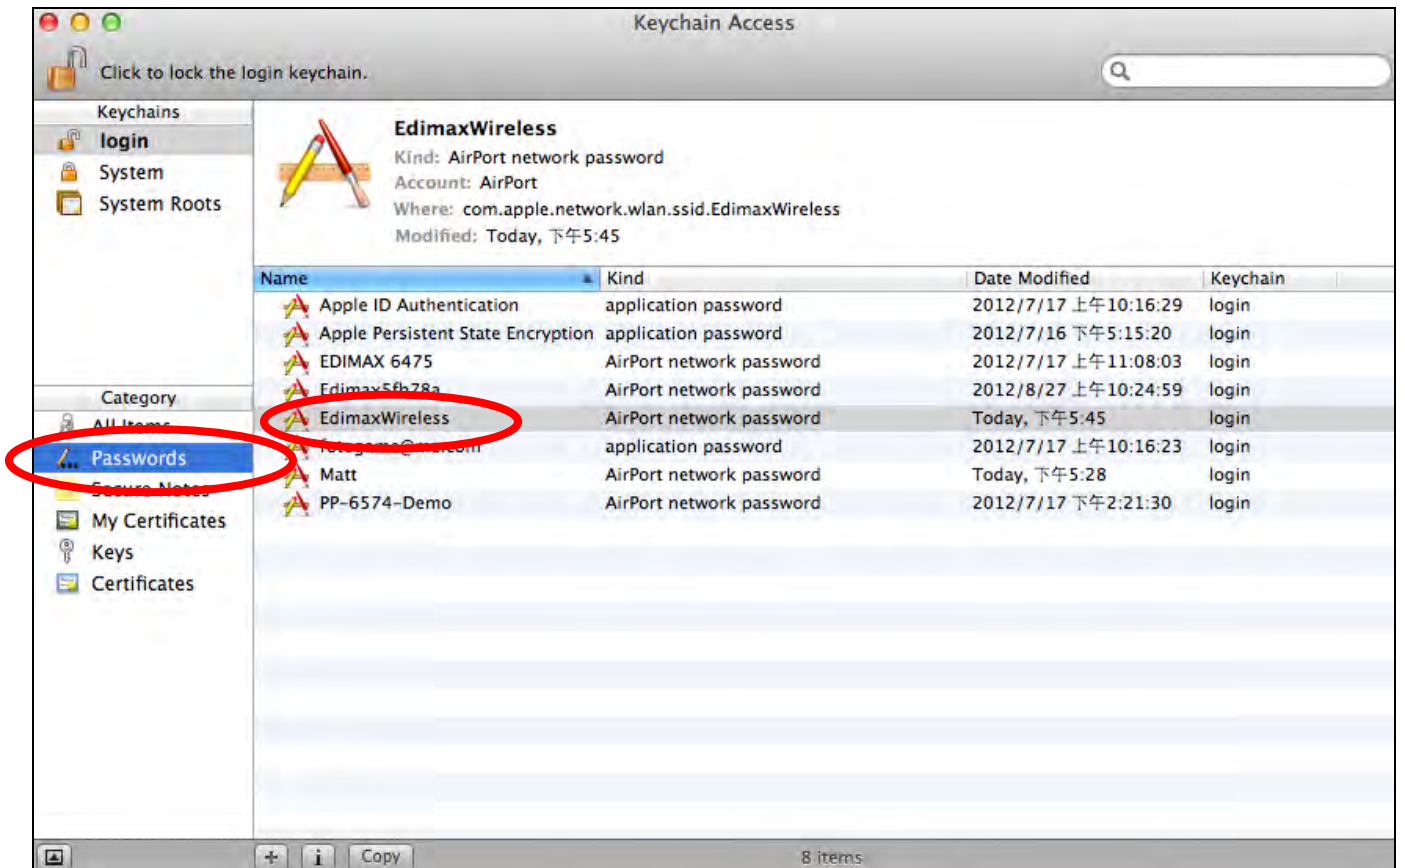 Keychain Access
Click to lock the login keychain.
Keychains
login
System
System Roots
EdimaxWireless
Kind: AirPort network password
Account: AirPort
Where: com.apple.network.wlan.ssid.EdimaxWireless
Modified: Today, 下午5:45
Name Kind Date Modified Keychain
Apple ID Authentication application password 2012/7/17 上午10:16:29 login
Apple Persistent State Encryption application password 2012/7/16 下午5:15:20 login
EDIMAX 6475 AirPort network password 2012/7/17 上午11:08:03 login
Edimax5fb78a AirPort network password 2012/8/27 上午10:24:59 login
EdimaxWireless AirPort network password Today, 下午5:45 login
application password 2012/7/17 上午10:16:23 login
Matt AirPort network password Today, 下午5:28 login
PP-6574-Demo AirPort network password 2012/7/17 下午2:21:30 login
Category
All Items
Passwords
Secure Notes
My Certificates
Keys
Certificates
Copy
8 items